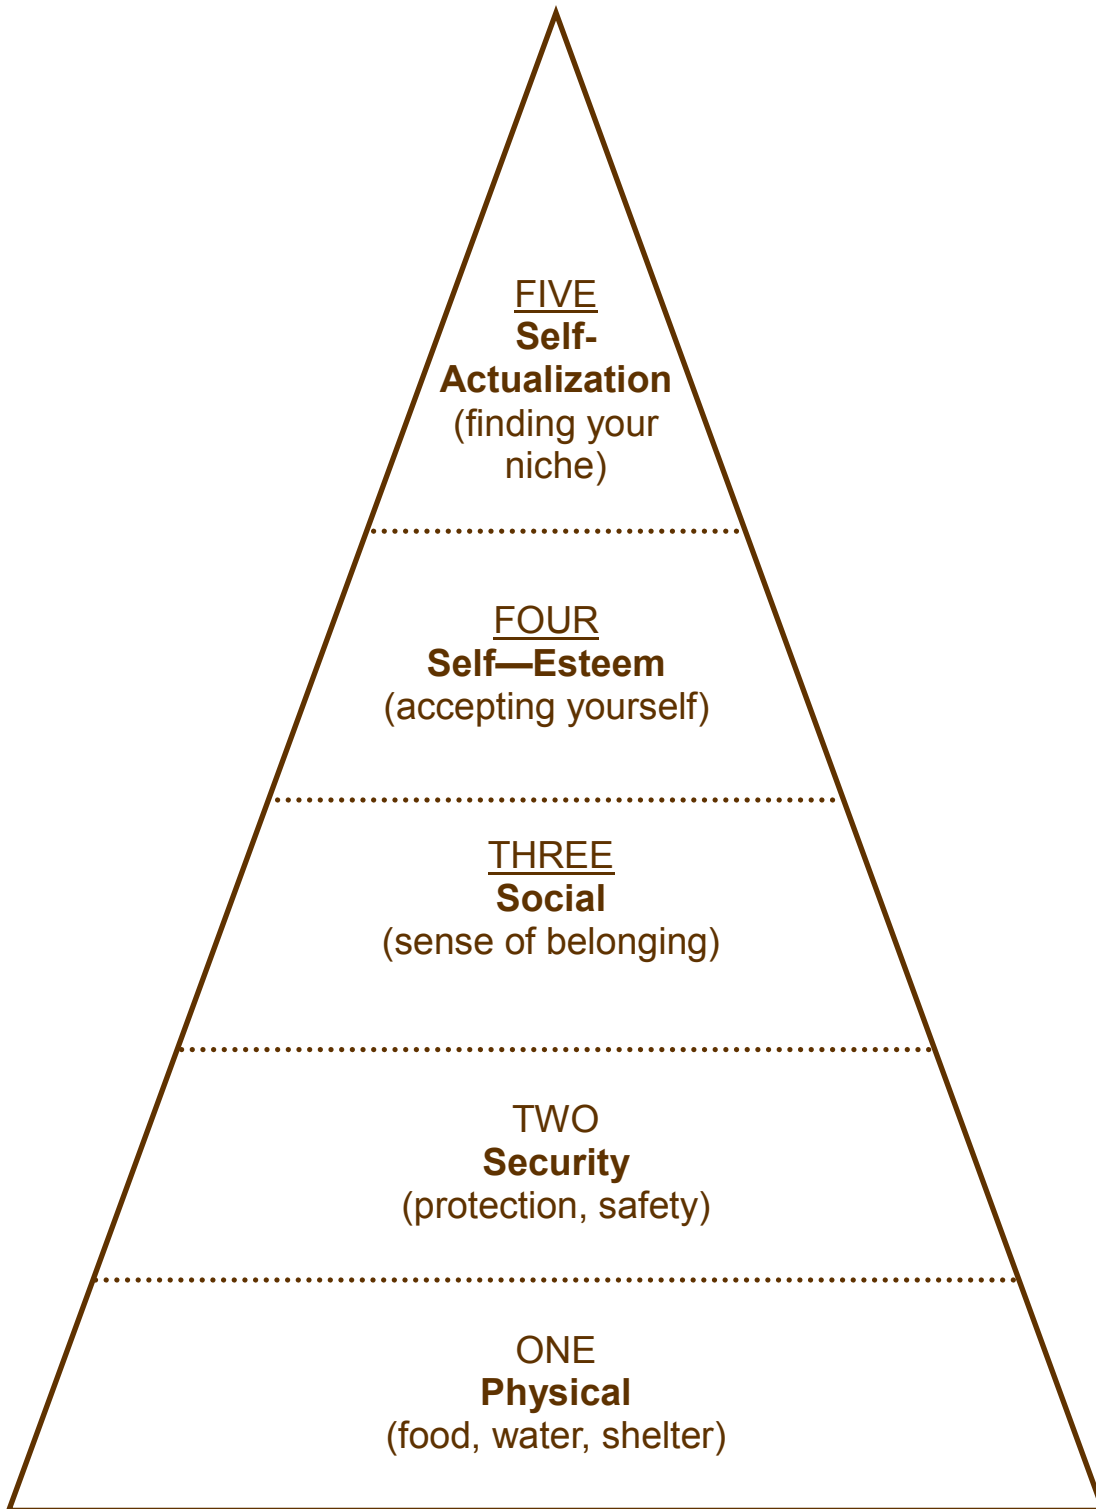 FIVE
Self-
Actualization
(finding your
niche)
FOUR
Self—Esteem
(accepting yourself)
THREE
Social
(sense of belonging)
TWO
Security
(protection, safety)
ONE
Physical
(food, water, shelter)